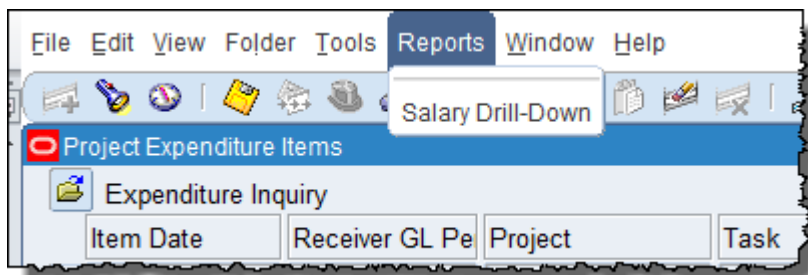 File Edit View Folder Tools Reports Window Help
Salary Drill-Down
Project Expenditure Items
Expenditure Inquiry
Item Date Receiver GL Pe Project Task